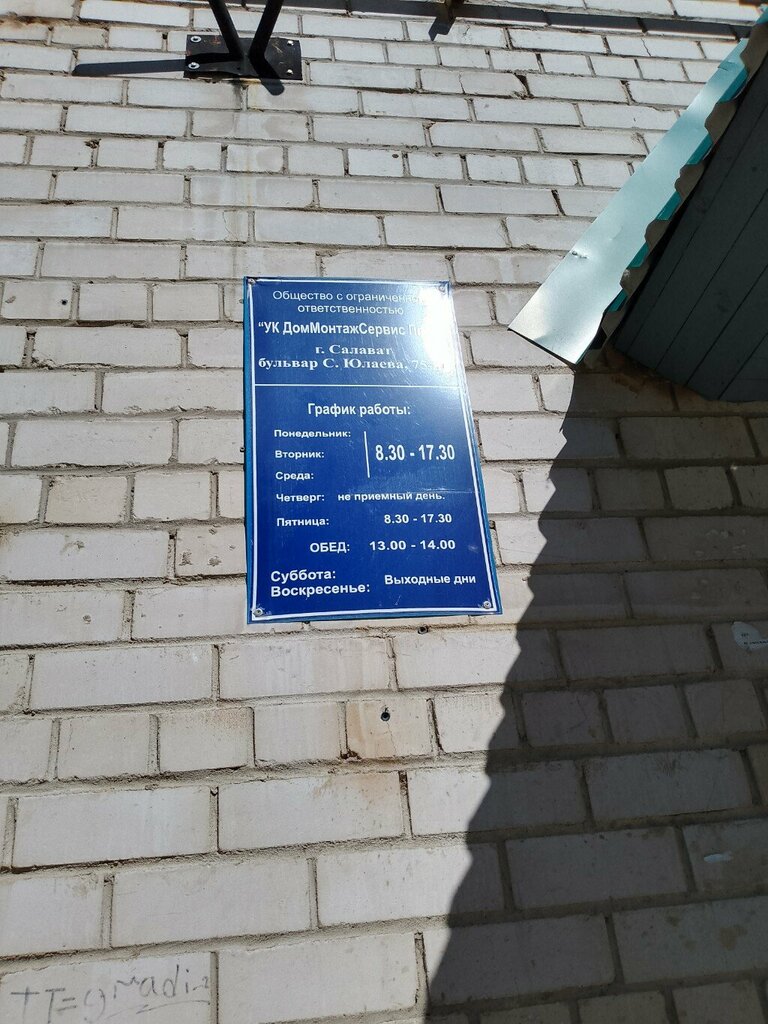 Общество с ограниченной
ответственностью
"УК ДомМонтажСервис
г. Салават
бульвар С. Юлаева,
График работы:
Понедельник:
Вторник: 8.30 - 17.30
Среда:
Четверг: не приемный день.
Пятница: 8.30 - 17.30
ОБЕД: 13.00 - 14.00
Суббота:
Воскресенье: Выходные дни